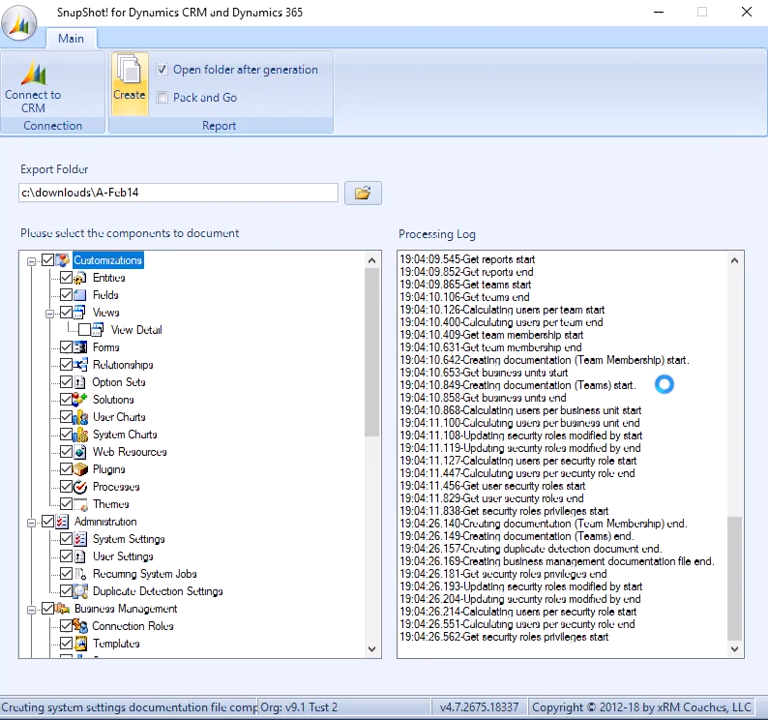 SnapShot! for Dynamics CRM and Dynamics 365
Main
Connect to
CRM
Create
Open folder after generation
Pack and Go
Connection
Report
Export Folder
c:\downloads\A-Feb14
Please select the components to document
Customizations
Entities
Fields
Views
View Detail
Forms
Relationships
Option Sets
Solutions
User Charts
System Charts
Web Resources
Plugins
Processes
Themes
Administration
System Settings
User Settings
Recurring System Jobs
Duplicate Detection Settings
Business Management
Connection Roles
Templates
Processing Log
19:04:09.545-Get reports start
19:04:09.852-Get reports end
19:04:09.865-Get teams start
19:04:10.106-Get teams end
19:04:10.126-Calculating users per team start
19:04:10.400-Calculating users per team end
19:04:10.409-Get team membership start
19:04:10.631-Get team membership end
19:04:10.642-Creating documentation (Team Membership) start.
19:04:10.653-Get business units start
19:04:10.849-Creating documentation (Teams) start.
19:04:10.858-Get business units end
19:04:10.868-Calculating users per business unit start
19:04:11.100-Calculating users per business unit end
19:04:11.108-Updating security roles modified by start
19:04:11.119-Updating security roles modified by end
19:04:11.127-Calculating users per security role start
19:04:11.447-Calculating users per security role end
19:04:11.456-Get user security roles start
19:04:11.829-Get user security roles end
19:04:11.838-Get security roles privileges start
19:04:26.140-Creating documentation (Team Membership) end.
19:04:26.149-Creating documentation (Teams) end.
19:04:26.157-Creating duplicate detection document end.
19:04:26.169-Creating business management documentation file end.
19:04:26.181-Get security roles privileges end
19:04:26.193-Updating security roles modified by start
19:04:26.204-Updating security roles modified by end
19:04:26.214-Calculating users per security role start
19:04:26.551-Calculating users per security role end
19:04:26.562-Get security roles privileges start
Creating system settings documentation file comp
Org: v9.1 Test 2
v4.7.2675.18337
Copyright © 2012-18 by xRM Coaches, LLC